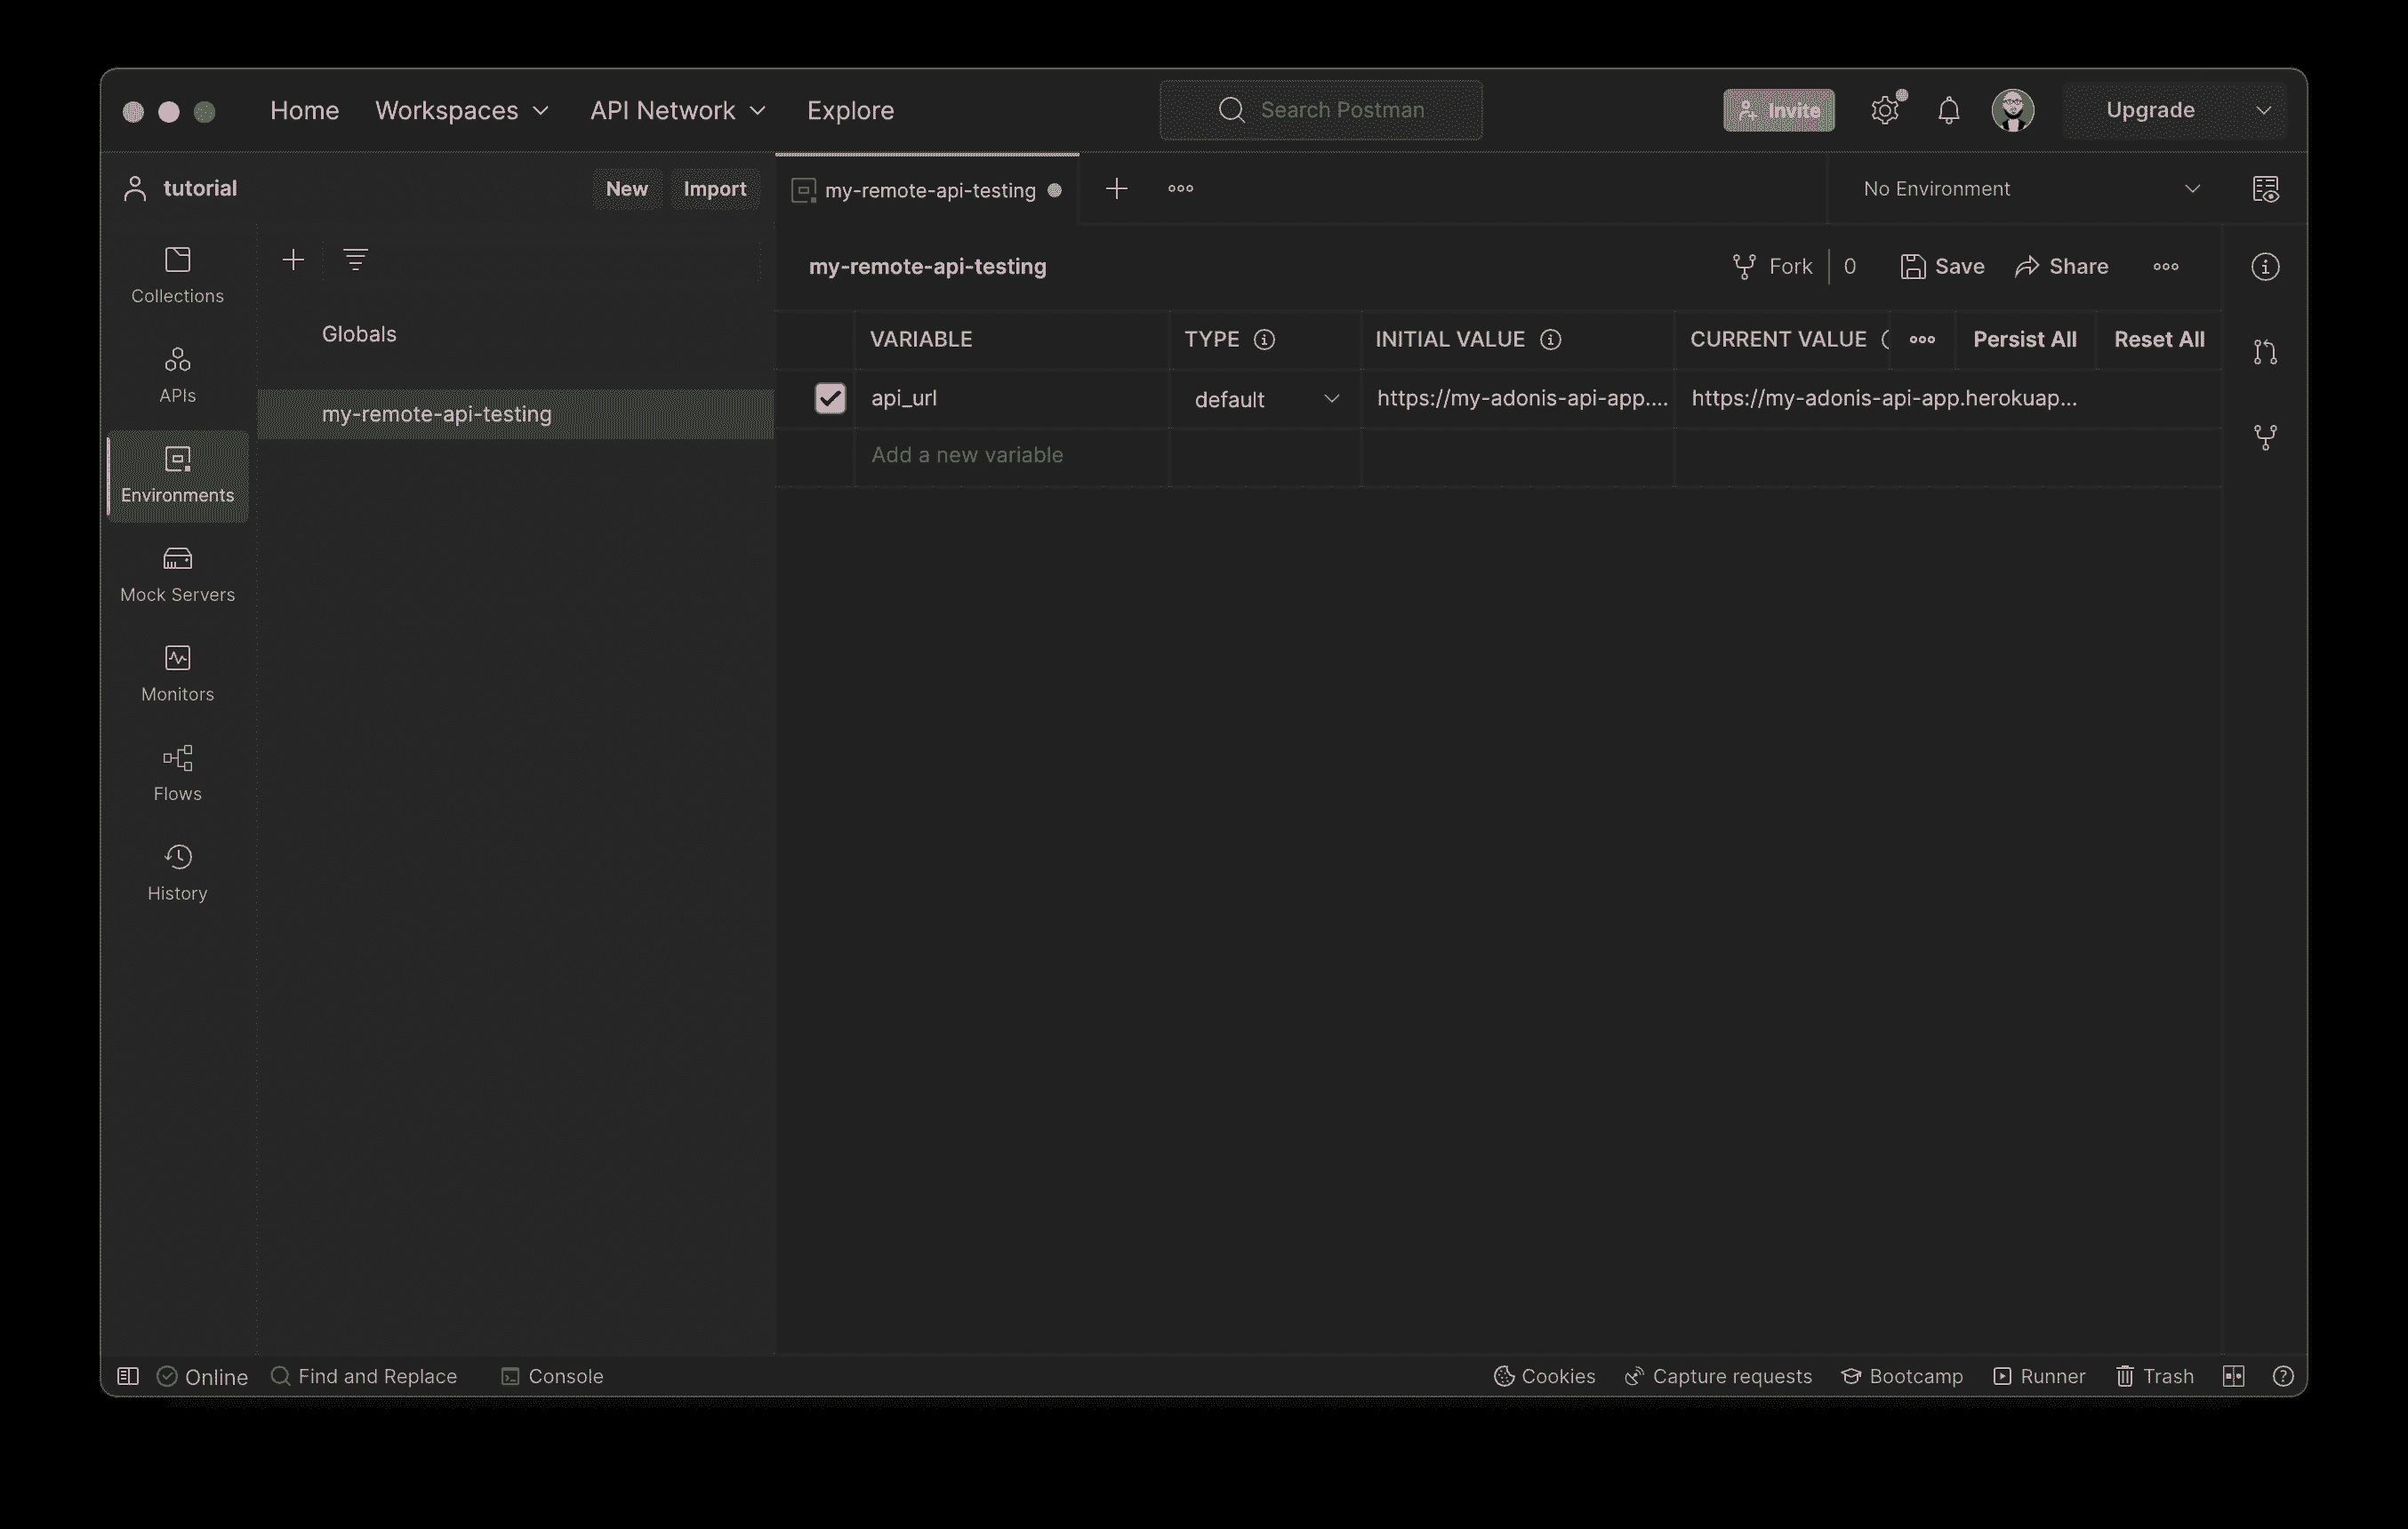 Home Workspaces API Network Explore Search Postman Invite Upgrade
tutorial New Import my-remote-api-testing No Environment
Collections
APIs
Environments
Mock Servers
Monitors
Flows
History
Globals
my-remote-api-testing
my-remote-api-testing Fork 0 Save Share
VARIABLE TYPE INITIAL VALUE CURRENT VALUE Persist All Reset All
api_url default https://my-adonis-api-app.... https://my-adonis-api-app.herokuap...
Add a new variable
Online Find and Replace Console Cookies Capture requests Bootcamp Runner Trash